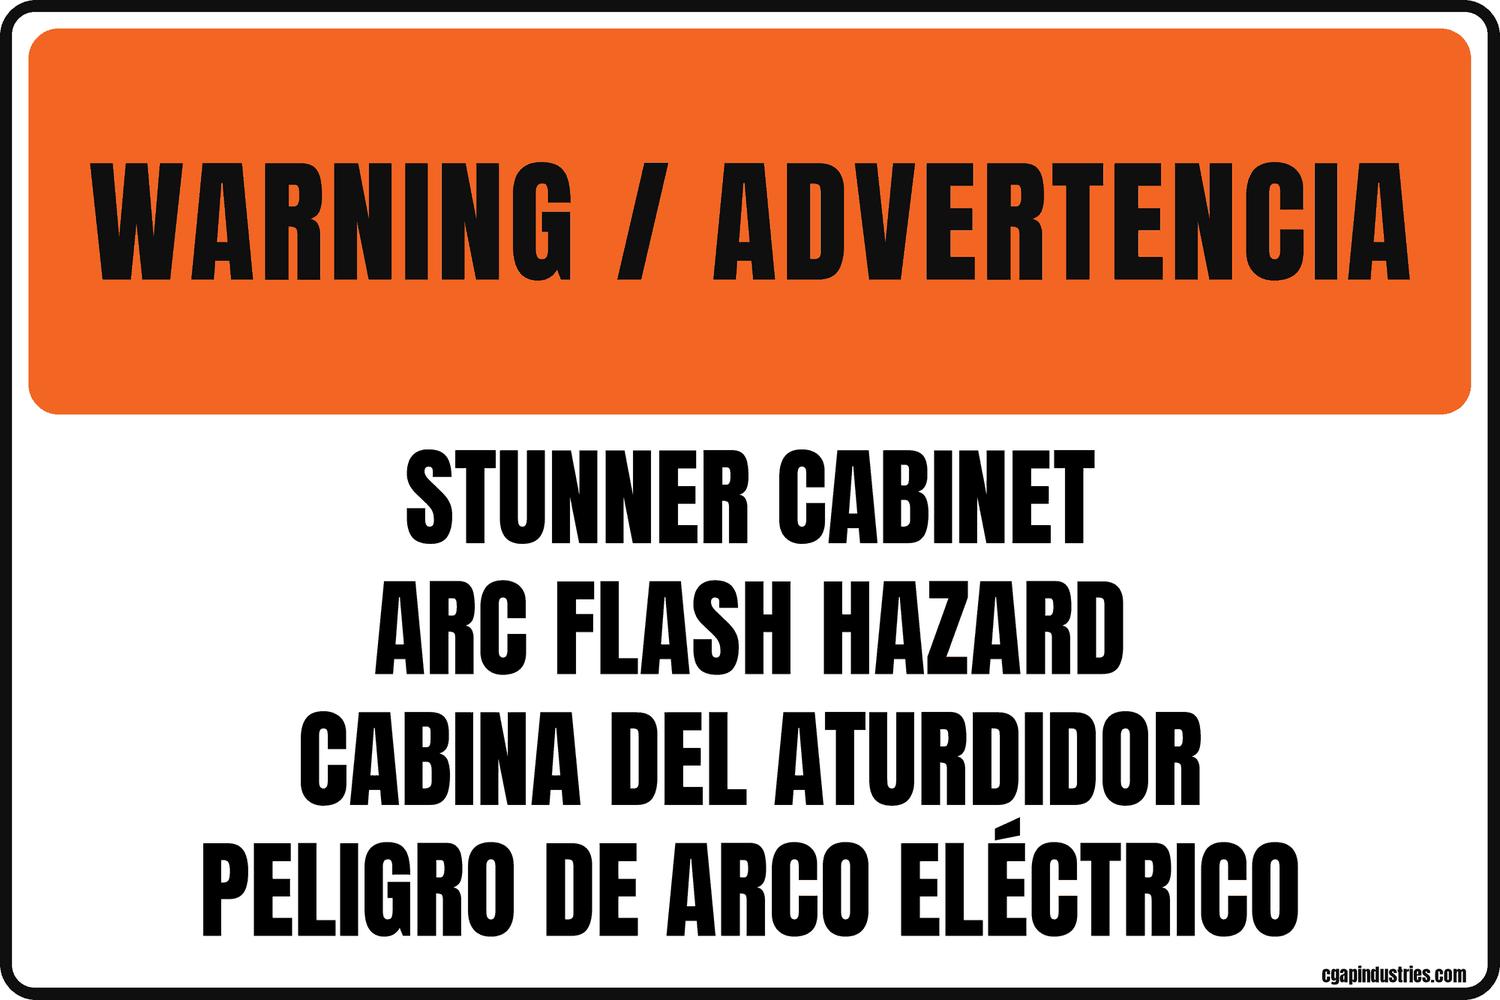 WARNING / ADVERTENCIA
STUNNER CABINET
ARC FLASH HAZARD
CABINA DEL ATURDIDOR
PELIGRO DE ARCO ELÉCTRICO
cgapindustries.com